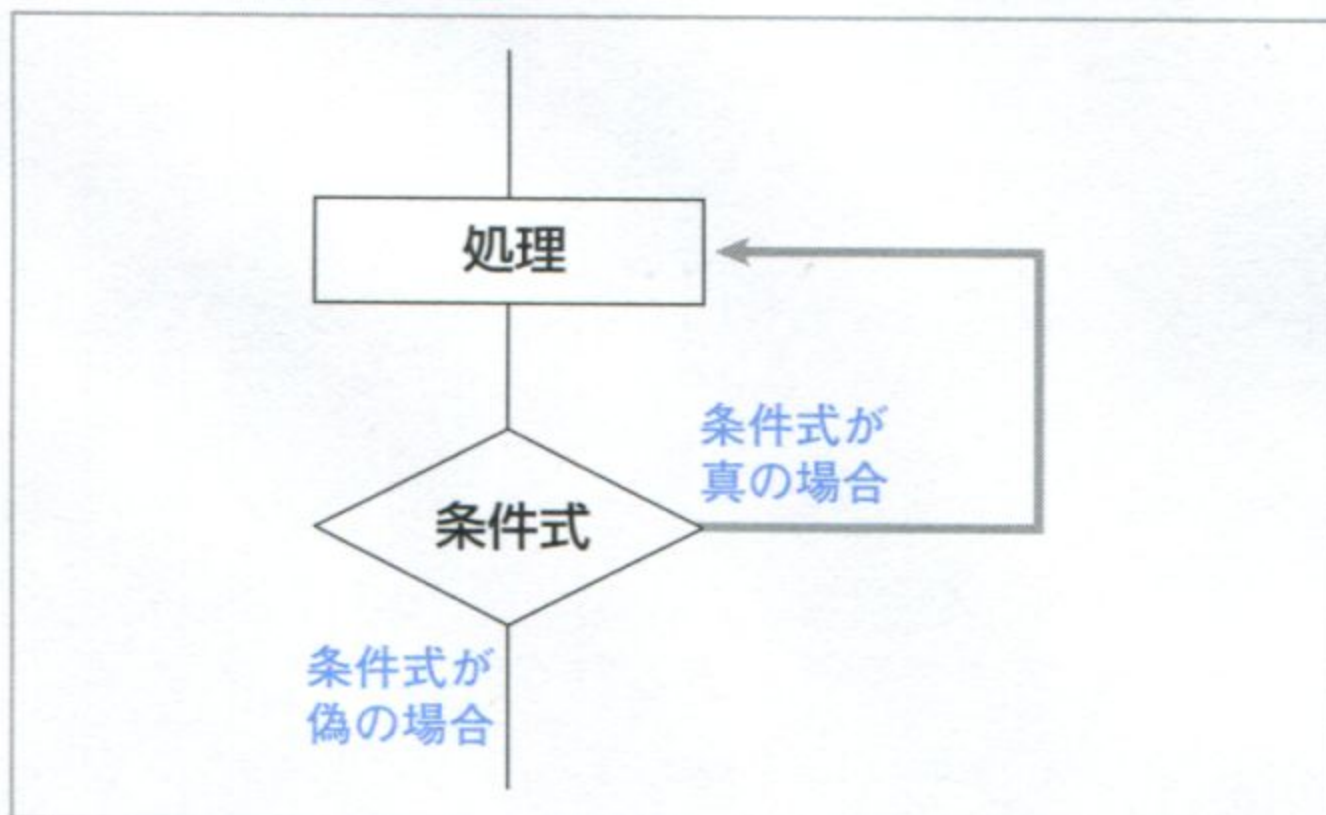 処理
条件式が
真の場合
条件式
条件式が
偽の場合